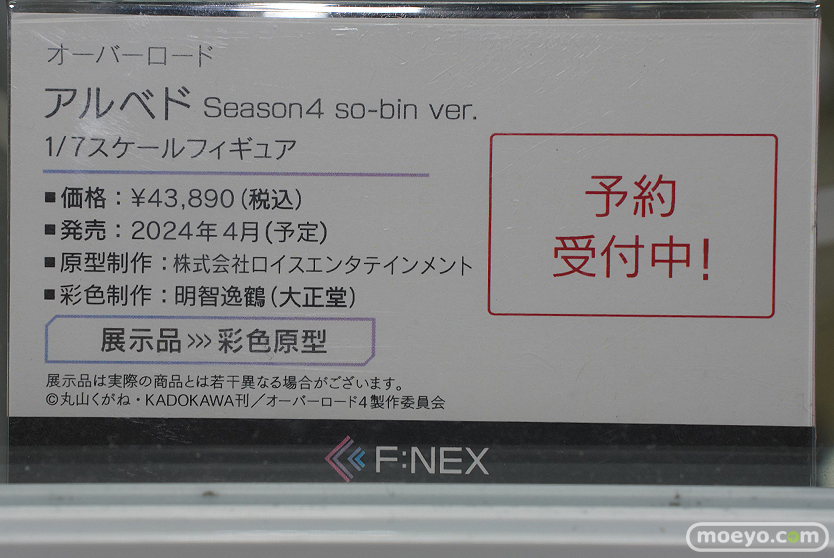 オーバーロード
アルベド Season4 so-bin ver.
1/7スケールフィギュア
■価格：¥43,890(税込)
■発売：2024年4月(予定)
■原型制作：株式会社ロイスエンタテインメント
■彩色制作：明智逸鶴(大正堂)
予約
受付中！
展示品>>>彩色原型
展示品は実際の商品とは若干異なる場合がございます。
©丸山くがね・KADOKAWA刊／オーバーロード4製作委員会
F:NEX
moeyo.com